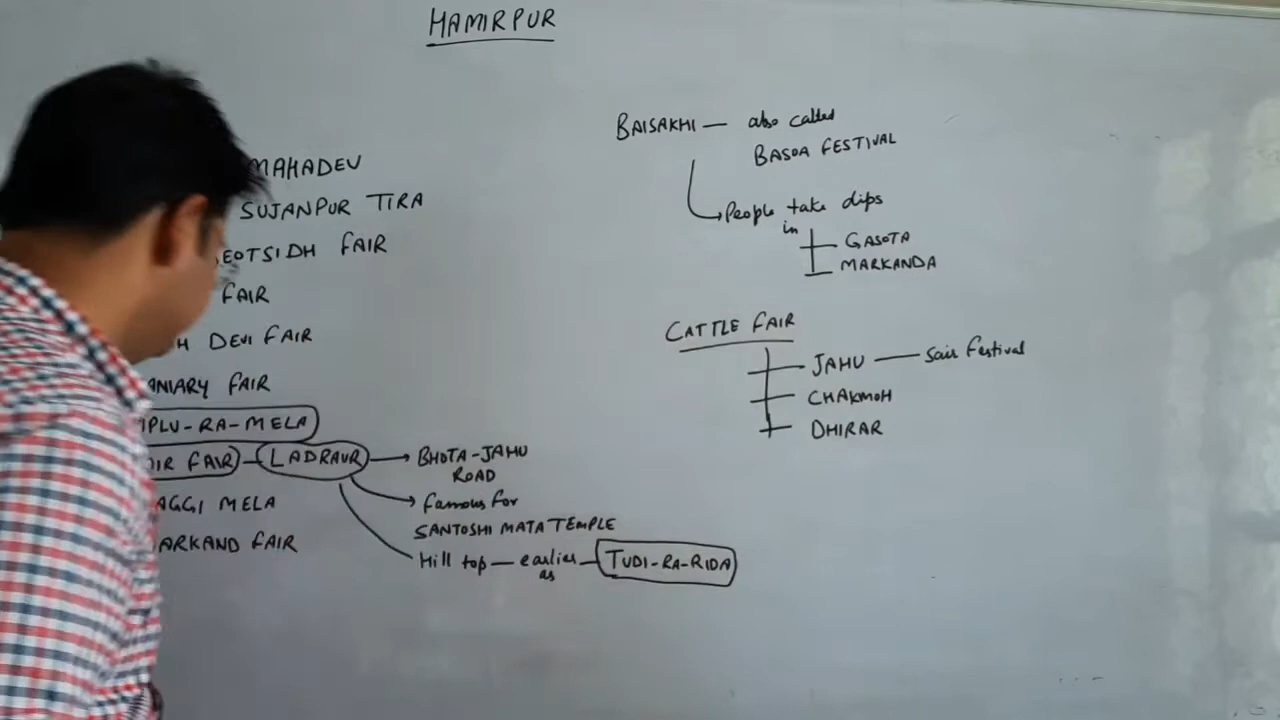 HAMIRPUR
MAHADEV
SUJANPUR TIRA
EOTSIDH FAIR
FAIR
H DEVI FAIR
ANIARY FAIR
IPLU-RA-MELA
IR FAIR — LADRAUR → BHOTA-JAHU
ROAD
→ famous for
SANTOSHI MATA TEMPLE
Hill top — earlier — TUDI-RA-RIDA
as
AGGI MELA
ARKAND FAIR
BAISAKHI — also called
BASOA FESTIVAL
→ People take dips
in
GASOTA
MARKANDA
CATTLE FAIR
JAHU — Sair Festival
CHAKMOH
DHIRAR